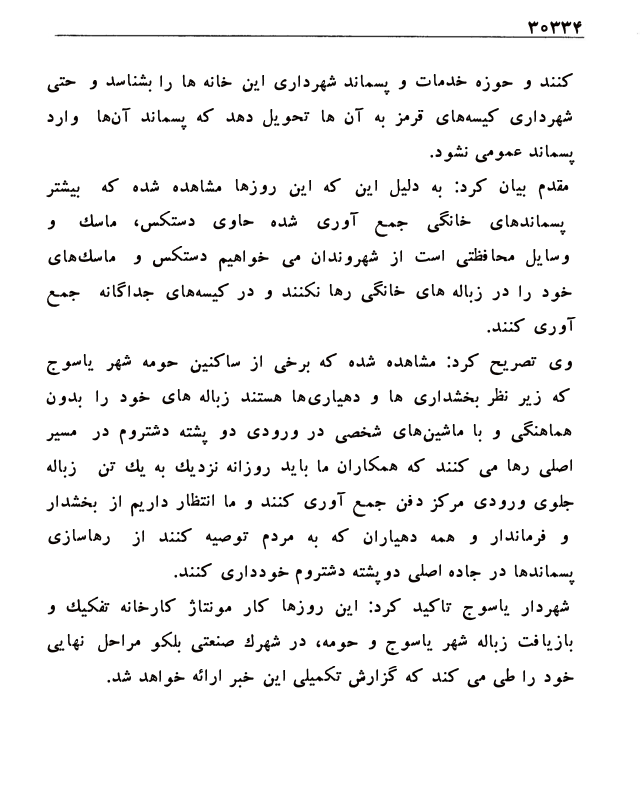 ۳۰۳۳۴
کنند و حوزه خدمات و پسماند شهرداری این خانه ها را بشناسد و حتی
شهرداری کیسه‌های قرمز به آن ها تحویل دهد که پسماند آن‌ها وارد
پسماند عمومی نشود.
مقدم بیان کرد: به دلیل این که این روزها مشاهده شده که بیشتر
پسماندهای خانگی جمع آوری شده حاوی دستکس، ماسك و
وسایل محافظتی است از شهروندان می خواهیم دستکس و ماسك‌های
خود را در زباله های خانگی رها نکنند و در کیسه‌های جداگانه جمع
آوری کنند.
وی تصریح کرد: مشاهده شده که برخی از ساکنین حومه شهر یاسوج
که زیر نظر بخشداری ها و دهیاری‌ها هستند زباله های خود را بدون
هماهنگی و با ماشین‌های شخصی در ورودی دو پشته دشتروم در مسیر
اصلی رها می کنند که همکاران ما باید روزانه نزدیك به یك تن زباله
جلوی ورودی مرکز دفن جمع آوری کنند و ما انتظار داریم از بخشدار
و فرماندار و همه دهیاران که به مردم توصیه کنند از رهاسازی
پسماندها در جاده اصلی دوپشته دشتروم خودداری کنند.
شهردار یاسوج تاکید کرد: این روزها کار مونتاژ کارخانه تفکیك و
بازیافت زباله شهر یاسوج و حومه، در شهرك صنعتی بلکو مراحل نهایی
خود را طی می کند که گزارش تکمیلی این خبر ارائه خواهد شد.